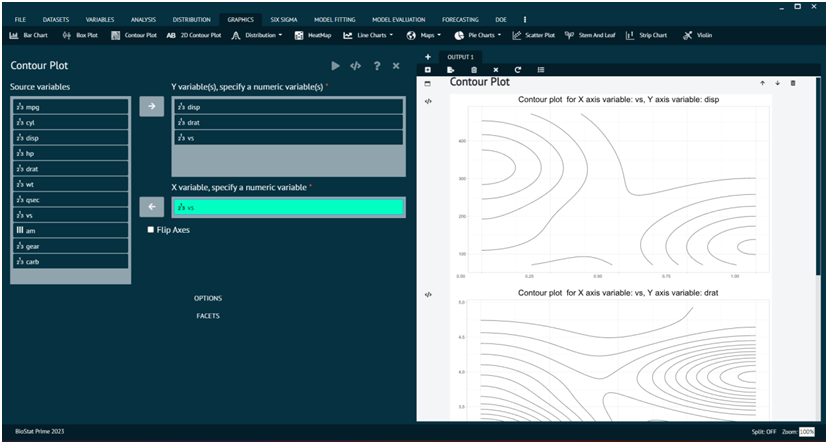 FILE DATASETS VARIABLES ANALYSIS DISTRIBUTION GRAPHICS SIX SIGMA MODEL FITTING MODEL EVALUATION FORECASTING DOE
Bar Chart Box Plot Contour Plot AB 2D Contour Plot Distribution HeatMap Line Charts Maps Pie Charts Scatter Plot Stem And Leaf Strip Chart Violin
Contour Plot
Source variables
mpg
cyl
disp
hp
drat
wt
qsec
vs
am
gear
carb
Y variable(s), specify a numeric variable(s) *
disp
drat
vs
X variable, specify a numeric variable *
vs
Flip Axes
OPTIONS
FACETS
OUTPUT 1
Contour Plot
Contour plot for X axis variable: vs, Y axis variable: disp
400
300
200
100
0.00 0.25 0.50 0.75 1.00
Contour plot for X axis variable: vs, Y axis variable: drat
5.0
4.5
4.0
3.5
BioStat Prime 2023
Split: OFF Zoom: 100%